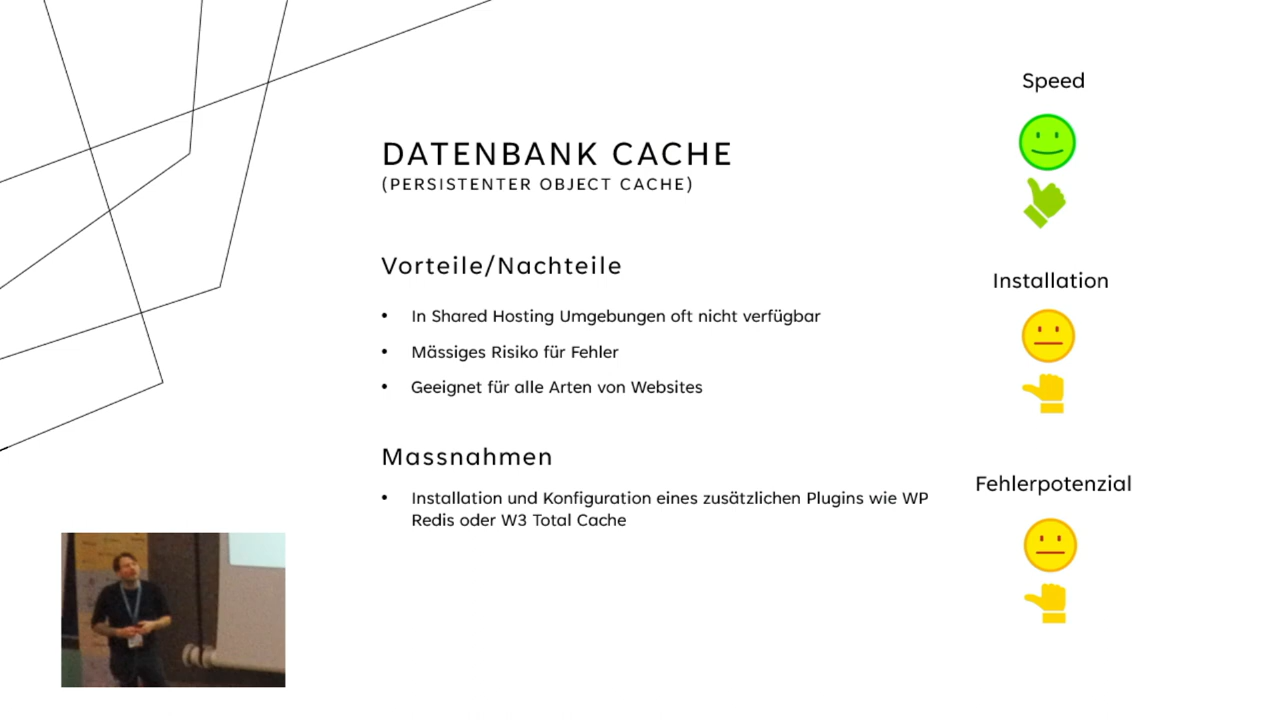 DATENBANK CACHE
(PERSISTENTER OBJECT CACHE)
Vorteile/Nachteile
• In Shared Hosting Umgebungen oft nicht verfügbar
• Mässiges Risiko für Fehler
• Geeignet für alle Arten von Websites
Massnahmen
• Installation und Konfiguration eines zusätzlichen Plugins wie WP
Redis oder W3 Total Cache
Speed
Installation
Fehlerpotenzial